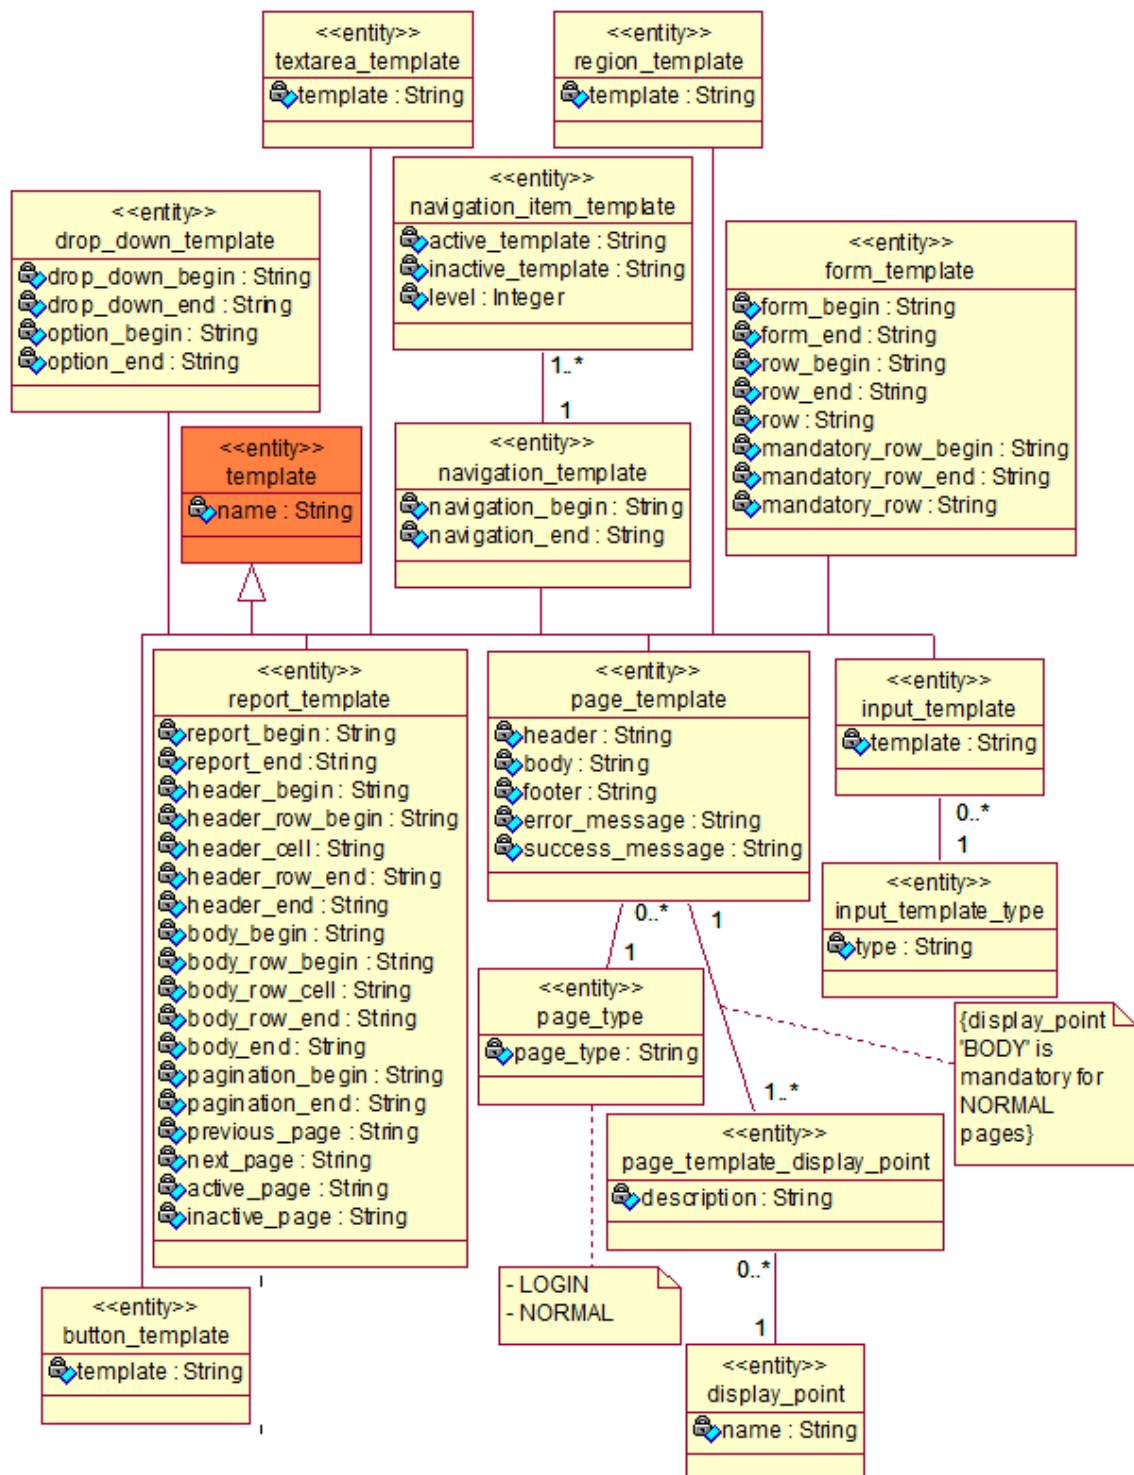 <<entity>>
textarea_template
template : String
<<entity>>
region_template
template : String
<<entity>>
navigation_item_template
active_template : String
inactive_template : String
level : Integer
<<entity>>
drop_down_template
drop_down_begin : String
drop_down_end : String
option_begin : String
option_end : String
<<entity>>
form_template
form_begin : String
form_end : String
row_begin : String
row_end : String
row : String
mandatory_row_begin : String
mandatory_row_end : String
mandatory_row : String
1..*
1
<<entity>>
template
name : String
<<entity>>
navigation_template
navigation_begin : String
navigation_end : String
<<entity>>
report_template
report_begin : String
report_end : String
header_begin : String
header_row_begin : String
header_cell : String
header_row_end : String
header_end : String
body_begin : String
body_row_begin : String
body_row_cell : String
body_row_end : String
body_end : String
pagination_begin : String
pagination_end : String
previous_page : String
next_page : String
active_page : String
inactive_page : String
<<entity>>
page_template
header : String
body : String
footer : String
error_message : String
success_message : String
<<entity>>
input_template
template : String
0..*
1
<<entity>>
input_template_type
type : String
0..*
1
1
1..*
<<entity>>
page_type
page_type : String
{display_point
'BODY' is
mandatory for
NORMAL
pages}
<<entity>>
page_template_display_point
description : String
- LOGIN
- NORMAL
0..*
1
<<entity>>
button_template
template : String
<<entity>>
display_point
name : String